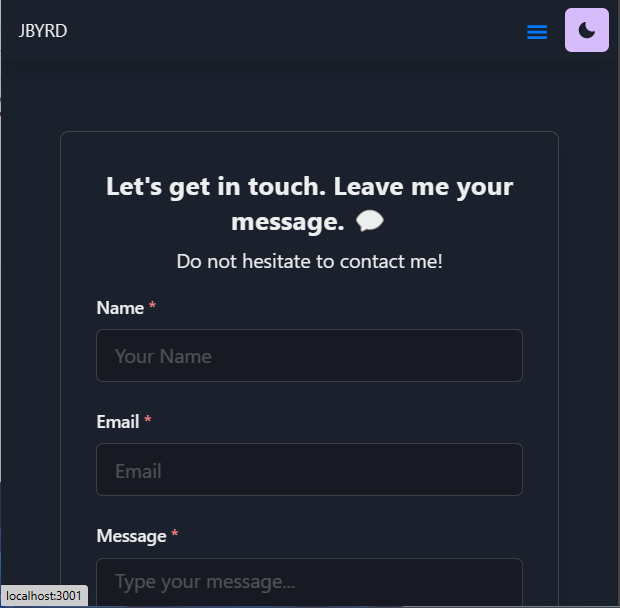 JBYRD
Let's get in touch. Leave me your
message. 💬
Do not hesitate to contact me!
Name *
Your Name
Email *
Email
Message *
Type your message...
localhost:3001